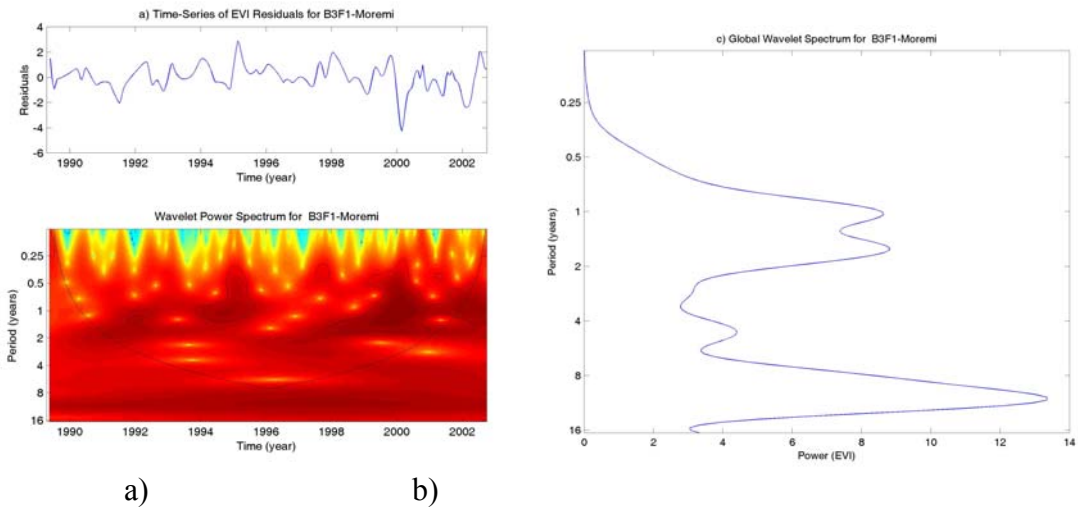 a) Time-Series of EVI Residuals for B3F1-Moremi
4
2
0
-2
-4
-6
Residuals
1990 1992 1994 1996 1998 2000 2002
Time (year)
Wavelet Power Spectrum for B3F1-Moremi
0.25
0.5
1
2
4
8
16
Period (years)
1990 1992 1994 1996 1998 2000 2002
Time (year)
c) Global Wavelet Spectrum for B3F1-Moremi
0.25
0.5
1
2
4
8
16
Period (years)
0 2 4 6 8 10 12 14
Power (EVI)
a) b)